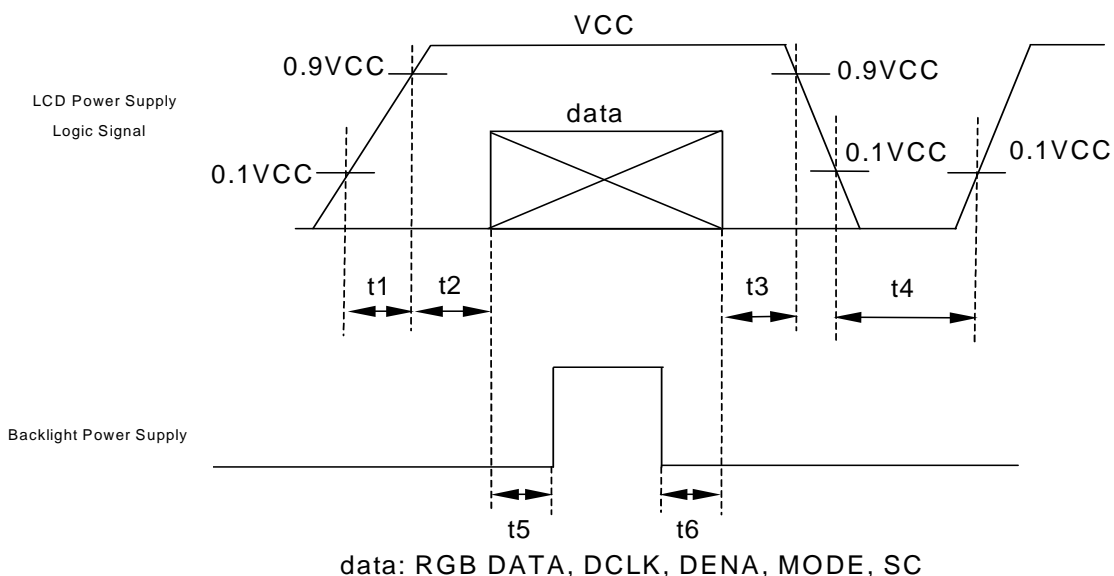 VCC
0.9VCC
0.9VCC
LCD Power Supply
Logic Signal
data
0.1VCC
0.1VCC
0.1VCC
t1
t2
t3
t4
Backlight Power Supply
t5
t6
data: RGB DATA, DCLK, DENA, MODE, SC